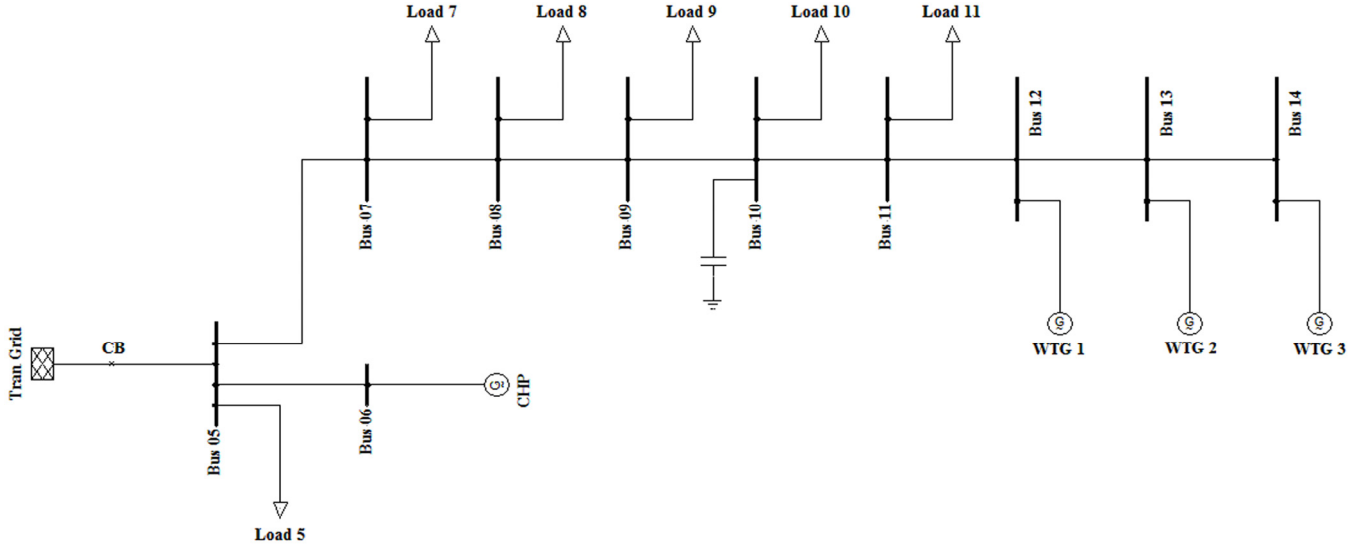 Load 7
Load 8
Load 9
Load 10
Load 11
Bus 12
Bus 13
Bus 14
Bus 07
Bus 08
Bus 09
Bus 10
Bus 11
G
G
G
WTG 1
WTG 2
WTG 3
Tran Grid
CB
G
CHP
Bus 05
Bus 06
Load 5